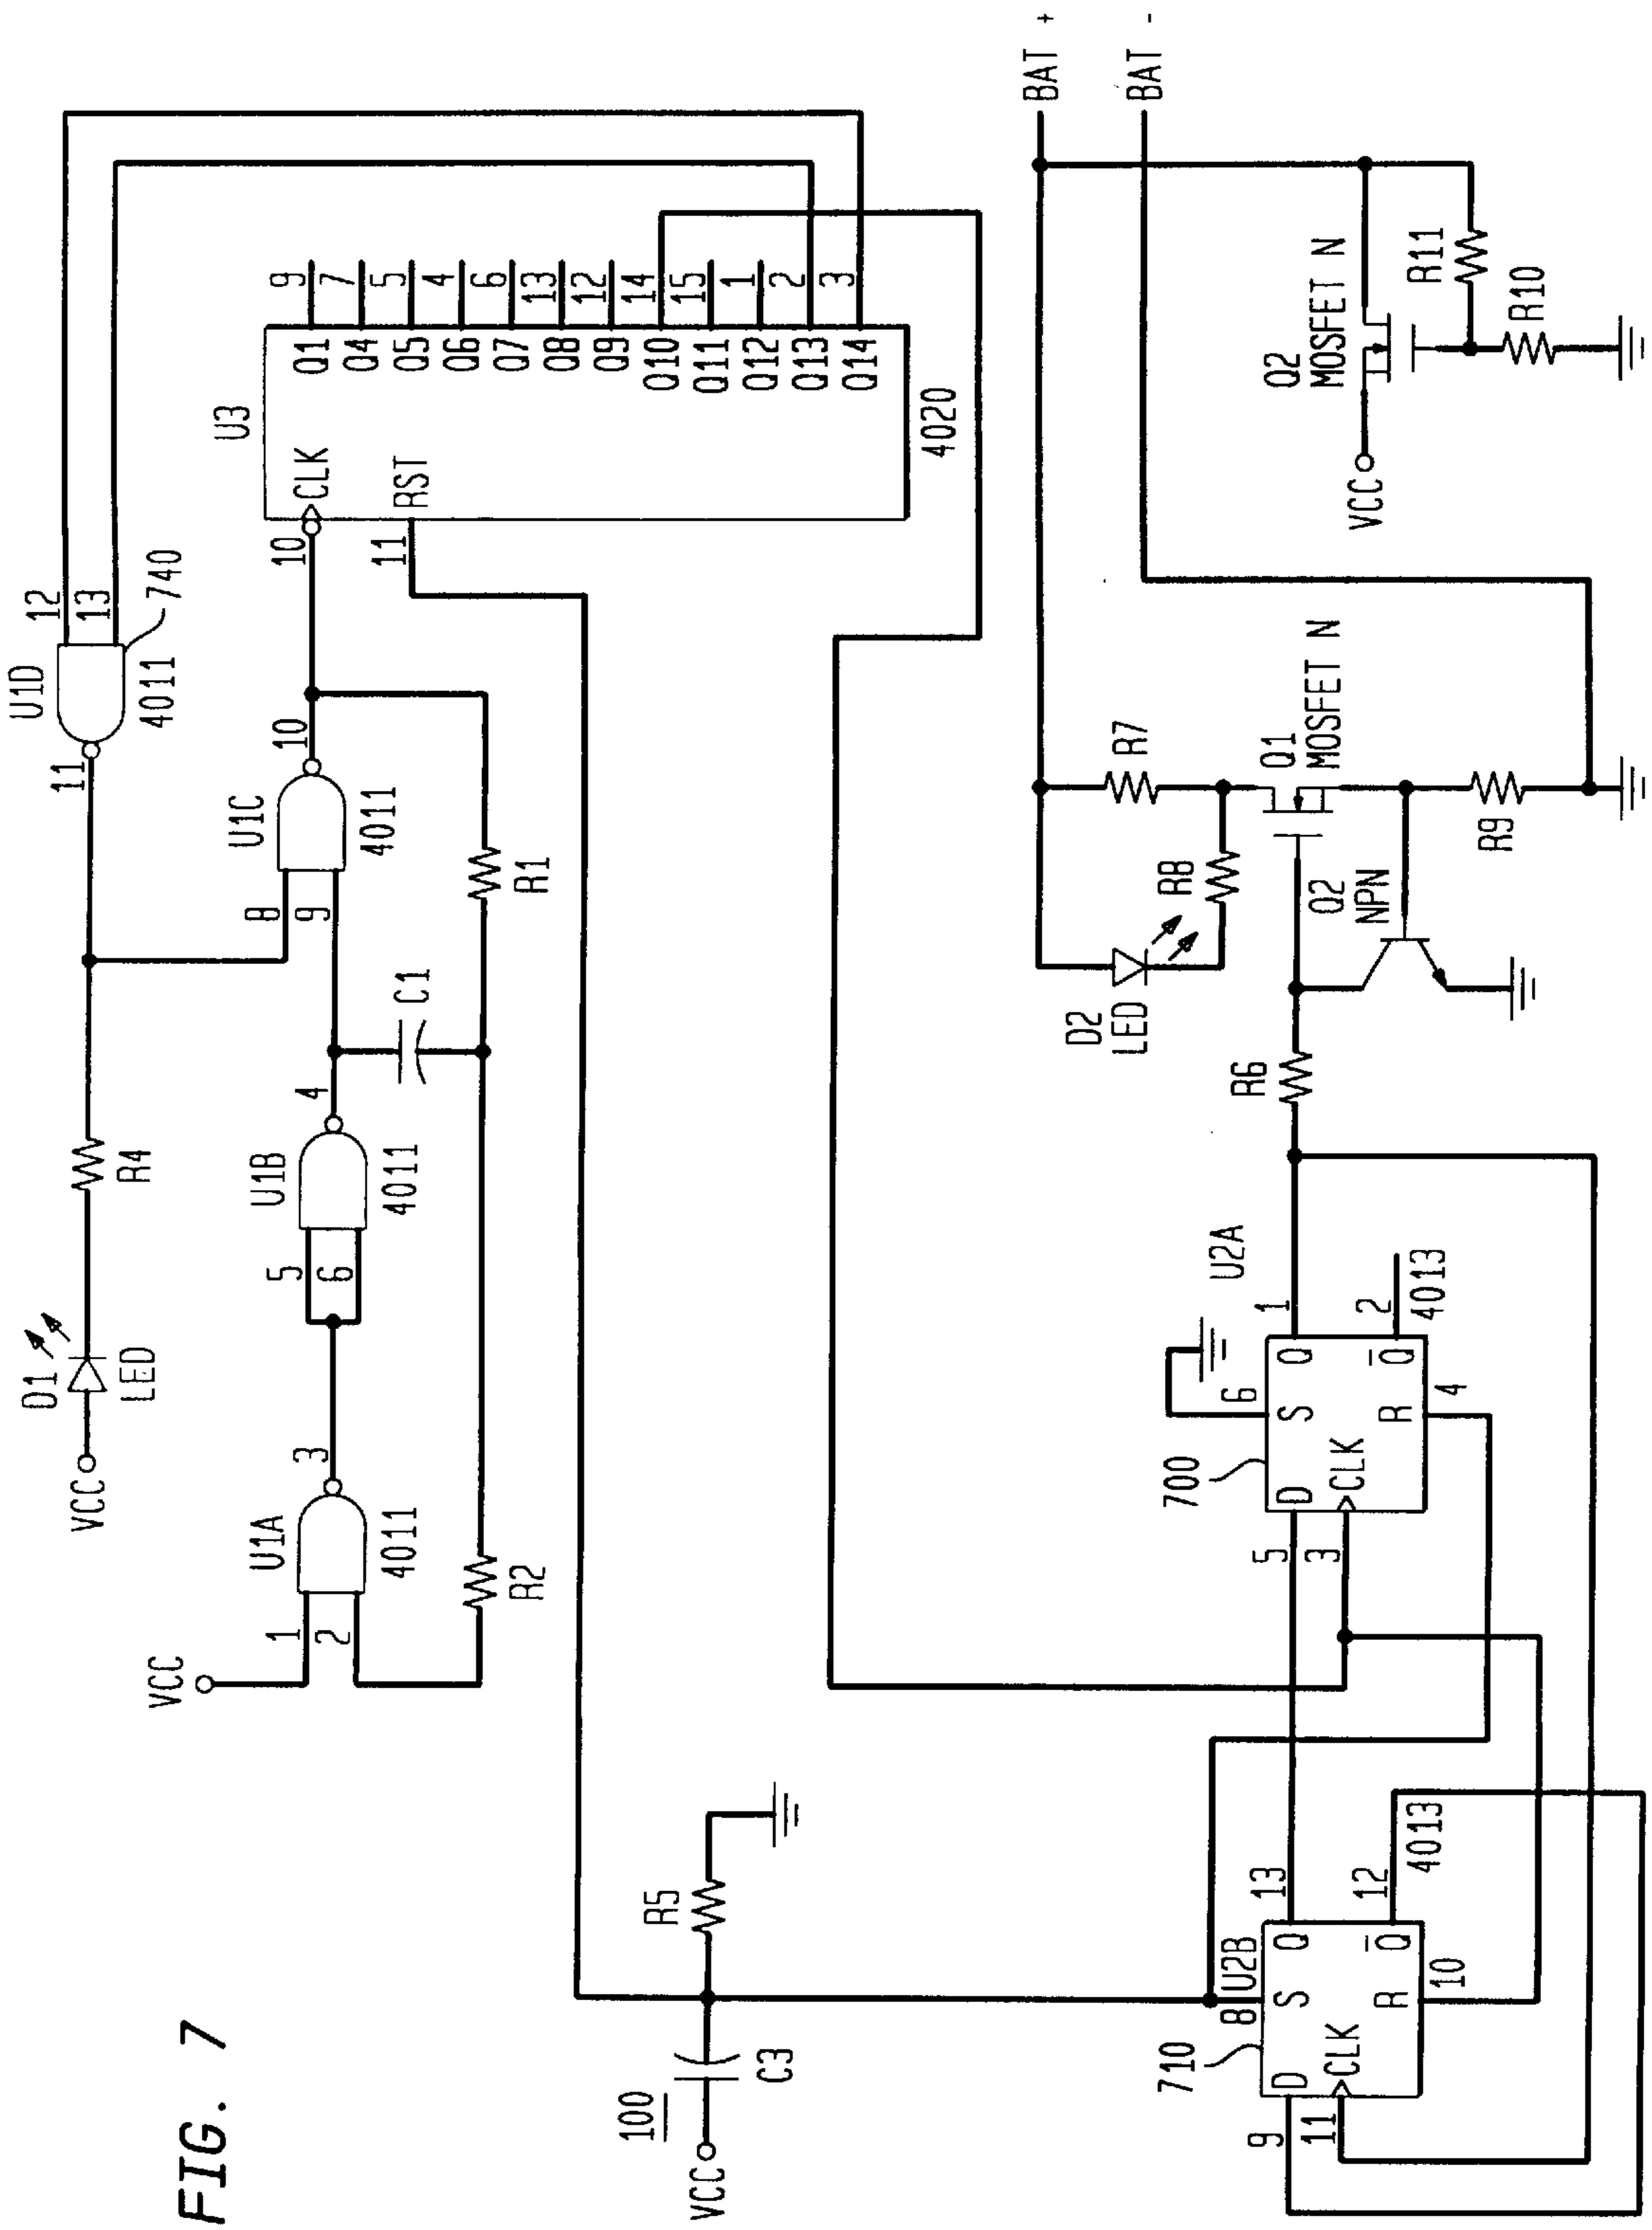 FIG. 7
U1D
12
13
740
4011
11
D1
LED
VCC
R4
VCC
U1A
1
2
3
4011
U1B
5
6
4
4011
U1C
8
9
10
4011
C1
R1
R2
U3
CLK
10
RST
11
4020
Q1 9
Q4 7
Q5 5
Q6 4
Q7 6
Q8 13
Q9 12
Q10 14
Q11 15
Q12 1
Q13 2
Q14 3
100
VCC
C3
R5
710
U2B
8
S
D
9
CLK
11
Q
13
Q̅
12
R
10
4013
700
U2A
6
S
D
5
CLK
3
Q
1
Q̅
2
R
4
4013
R6
D2
LED
R8
R7
Q1
MOSFET N
Q2
NPN
R9
BAT +
BAT -
Q2
MOSFET N
VCC
R11
R10